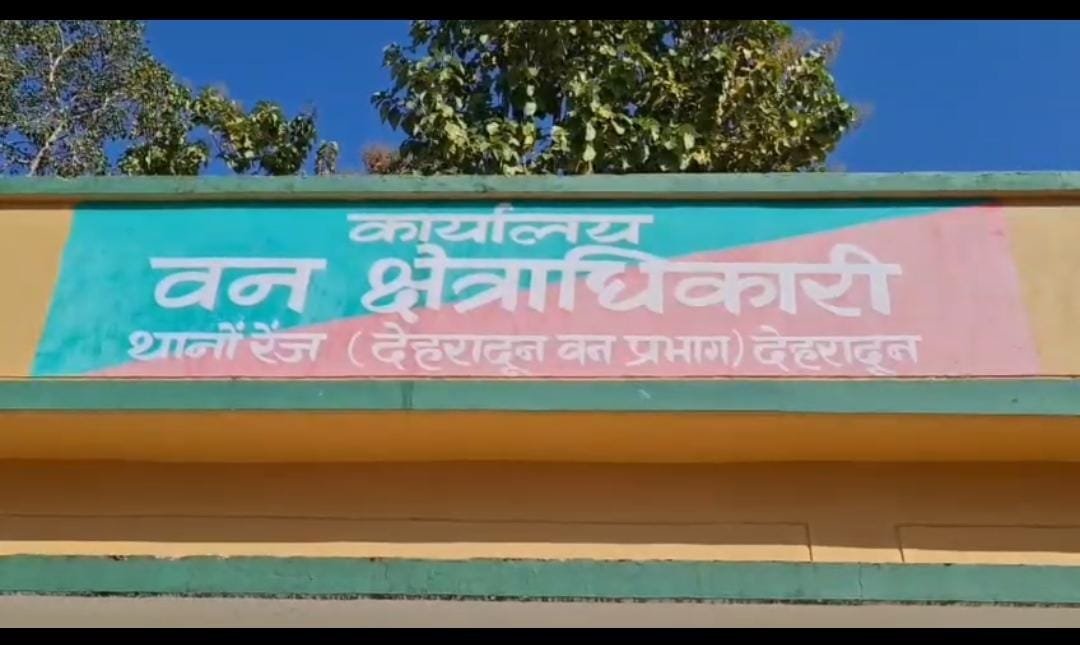 कार्यालय
वन क्षेत्राधिकारी
थानों रेंज (देहरादून वन प्रभाग) देहरादून